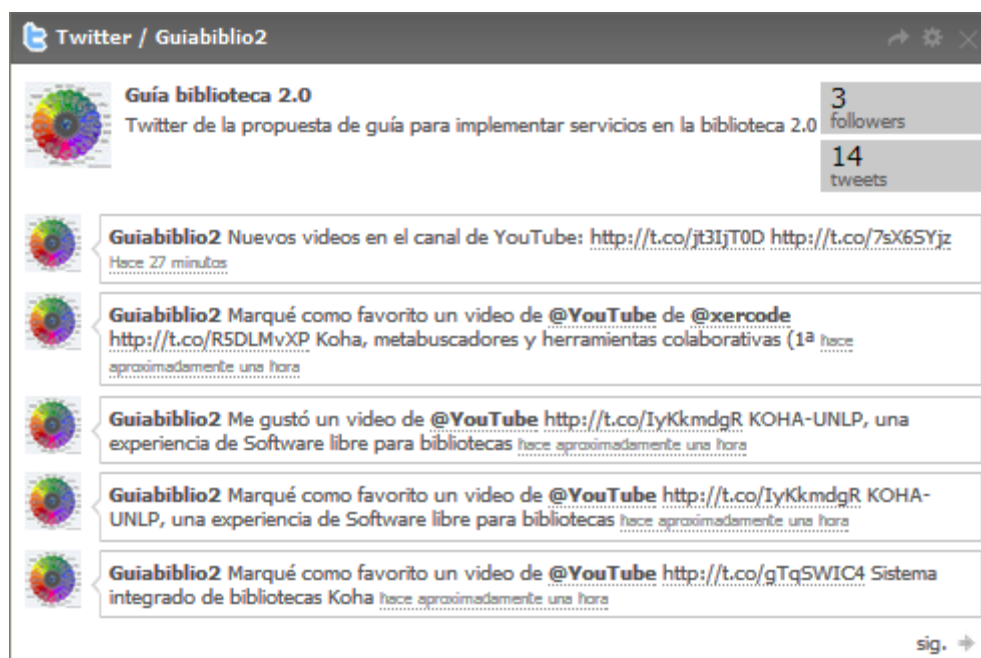 Twitter / Guiabiblio2
Guía biblioteca 2.0
Twitter de la propuesta de guía para implementar servicios en la biblioteca 2.0
3
followers
14
tweets
Guiabiblio2 Nuevos videos en el canal de YouTube: http://t.co/jt3IjT0D http://t.co/7sX6SYjz
Hace 27 minutos
Guiabiblio2 Marqué como favorito un video de @YouTube de @xercode
http://t.co/R5DLMvXP Koha, metabuscadores y herramientas colaborativas (1ª hace
aproximadamente una hora
Guiabiblio2 Me gustó un video de @YouTube http://t.co/IyKkmdgR KOHA-UNLP, una
experiencia de Software libre para bibliotecas hace aproximadamente una hora
Guiabiblio2 Marqué como favorito un video de @YouTube http://t.co/IyKkmdgR KOHA-
UNLP, una experiencia de Software libre para bibliotecas hace aproximadamente una hora
Guiabiblio2 Marqué como favorito un video de @YouTube http://t.co/gTqSWIC4 Sistema
integrado de bibliotecas Koha hace aproximadamente una hora
sig.